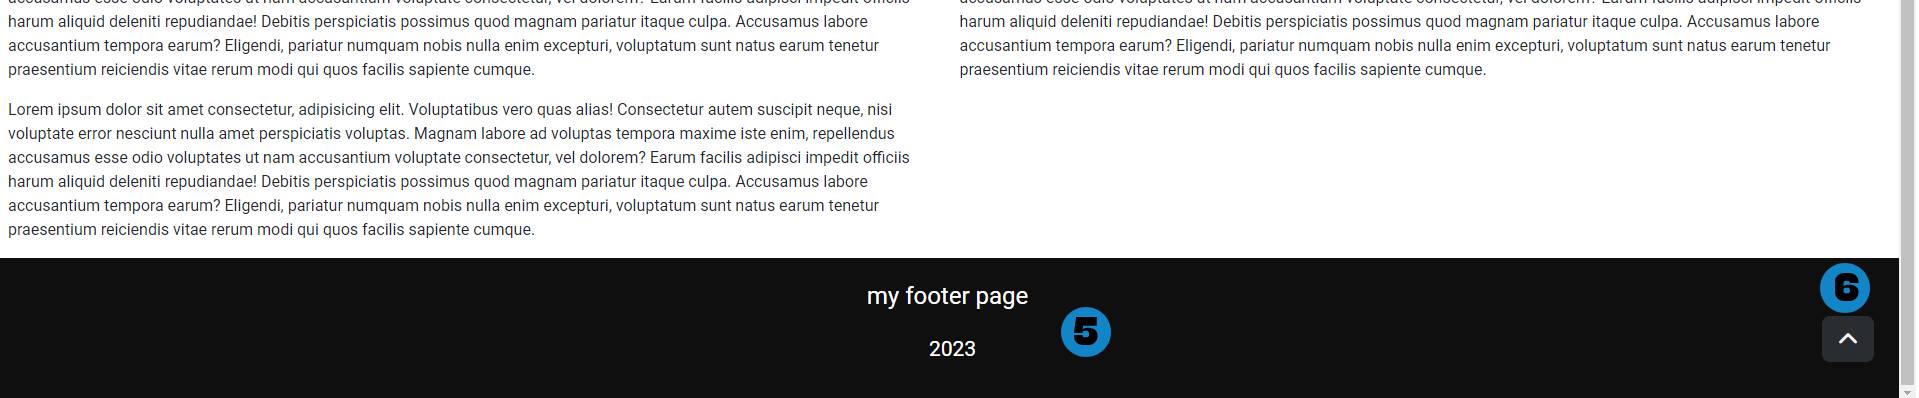 harum aliquid deleniti repudiandae! Debitis perspiciatis possimus quod magnam pariatur itaque culpa. Accusamus labore
accusantium tempora earum? Eligendi, pariatur numquam nobis nulla enim excepturi, voluptatum sunt natus earum tenetur
praesentium reiciendis vitae rerum modi qui quos facilis sapiente cumque.
Lorem ipsum dolor sit amet consectetur, adipisicing elit. Voluptatibus vero quas alias! Consectetur autem suscipit neque, nisi
voluptate error nesciunt nulla amet perspiciatis voluptas. Magnam labore ad voluptas tempora maxime iste enim, repellendus
accusamus esse odio voluptates ut nam accusantium voluptate consectetur, vel dolorem? Earum facilis adipisci impedit officiis
harum aliquid deleniti repudiandae! Debitis perspiciatis possimus quod magnam pariatur itaque culpa. Accusamus labore
accusantium tempora earum? Eligendi, pariatur numquam nobis nulla enim excepturi, voluptatum sunt natus earum tenetur
praesentium reiciendis vitae rerum modi qui quos facilis sapiente cumque.
harum aliquid deleniti repudiandae! Debitis perspiciatis possimus quod magnam pariatur itaque culpa. Accusamus labore
accusantium tempora earum? Eligendi, pariatur numquam nobis nulla enim excepturi, voluptatum sunt natus earum tenetur
praesentium reiciendis vitae rerum modi qui quos facilis sapiente cumque.
my footer page
5
2023
6